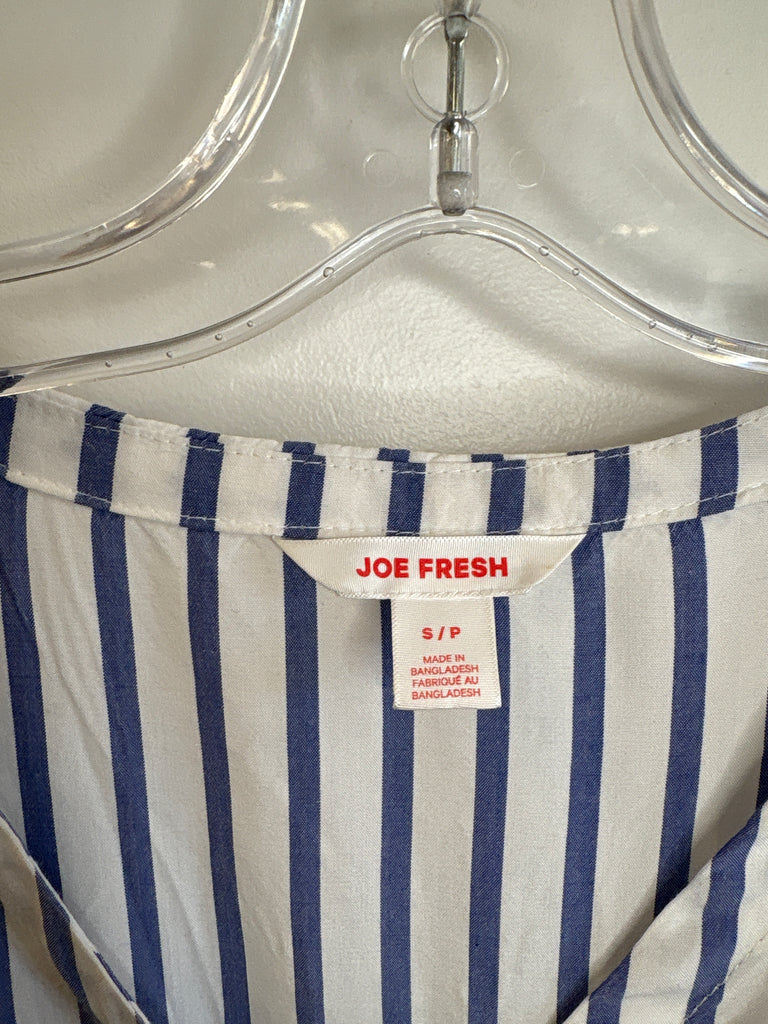 JOE FRESH
S / P
MADE IN
BANGLADESH
FABRIQUÉ AU
BANGLADESH